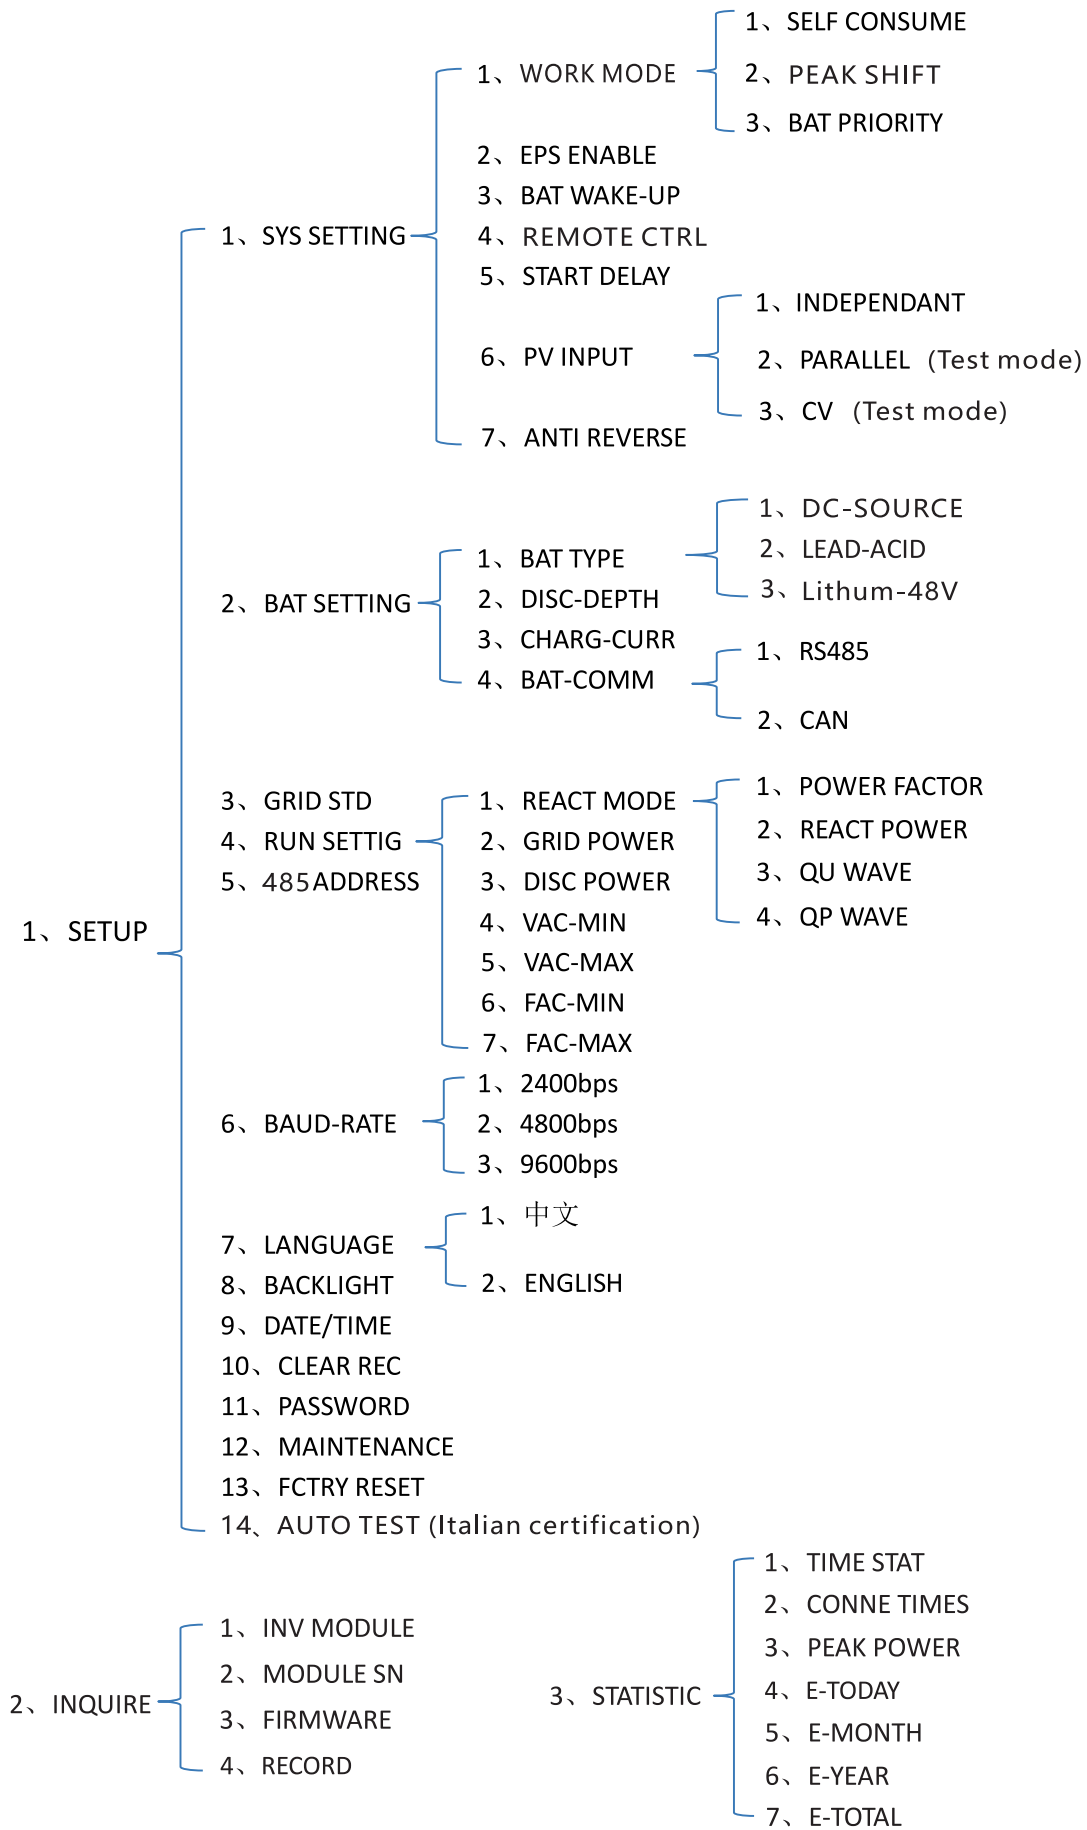 1、SETUP
1、SYS SETTING
1、WORK MODE
1、SELF CONSUME
2、PEAK SHIFT
3、BAT PRIORITY
2、EPS ENABLE
3、BAT WAKE-UP
4、REMOTE CTRL
5、START DELAY
6、PV INPUT
1、INDEPENDANT
2、PARALLEL (Test mode)
3、CV (Test mode)
7、ANTI REVERSE
2、BAT SETTING
1、BAT TYPE
1、DC-SOURCE
2、LEAD-ACID
3、Lithum-48V
2、DISC-DEPTH
3、CHARG-CURR
4、BAT-COMM
1、RS485
2、CAN
3、GRID STD
4、RUN SETTIG
1、REACT MODE
1、POWER FACTOR
2、REACT POWER
3、QU WAVE
4、QP WAVE
2、GRID POWER
3、DISC POWER
4、VAC-MIN
5、VAC-MAX
6、FAC-MIN
7、FAC-MAX
5、485ADDRESS
6、BAUD-RATE
1、2400bps
2、4800bps
3、9600bps
7、LANGUAGE
1、中文
2、ENGLISH
8、BACKLIGHT
9、DATE/TIME
10、CLEAR REC
11、PASSWORD
12、MAINTENANCE
13、FCTRY RESET
14、AUTO TEST (Italian certification)
2、INQUIRE
1、INV MODULE
2、MODULE SN
3、FIRMWARE
4、RECORD
3、STATISTIC
1、TIME STAT
2、CONNE TIMES
3、PEAK POWER
4、E-TODAY
5、E-MONTH
6、E-YEAR
7、E-TOTAL